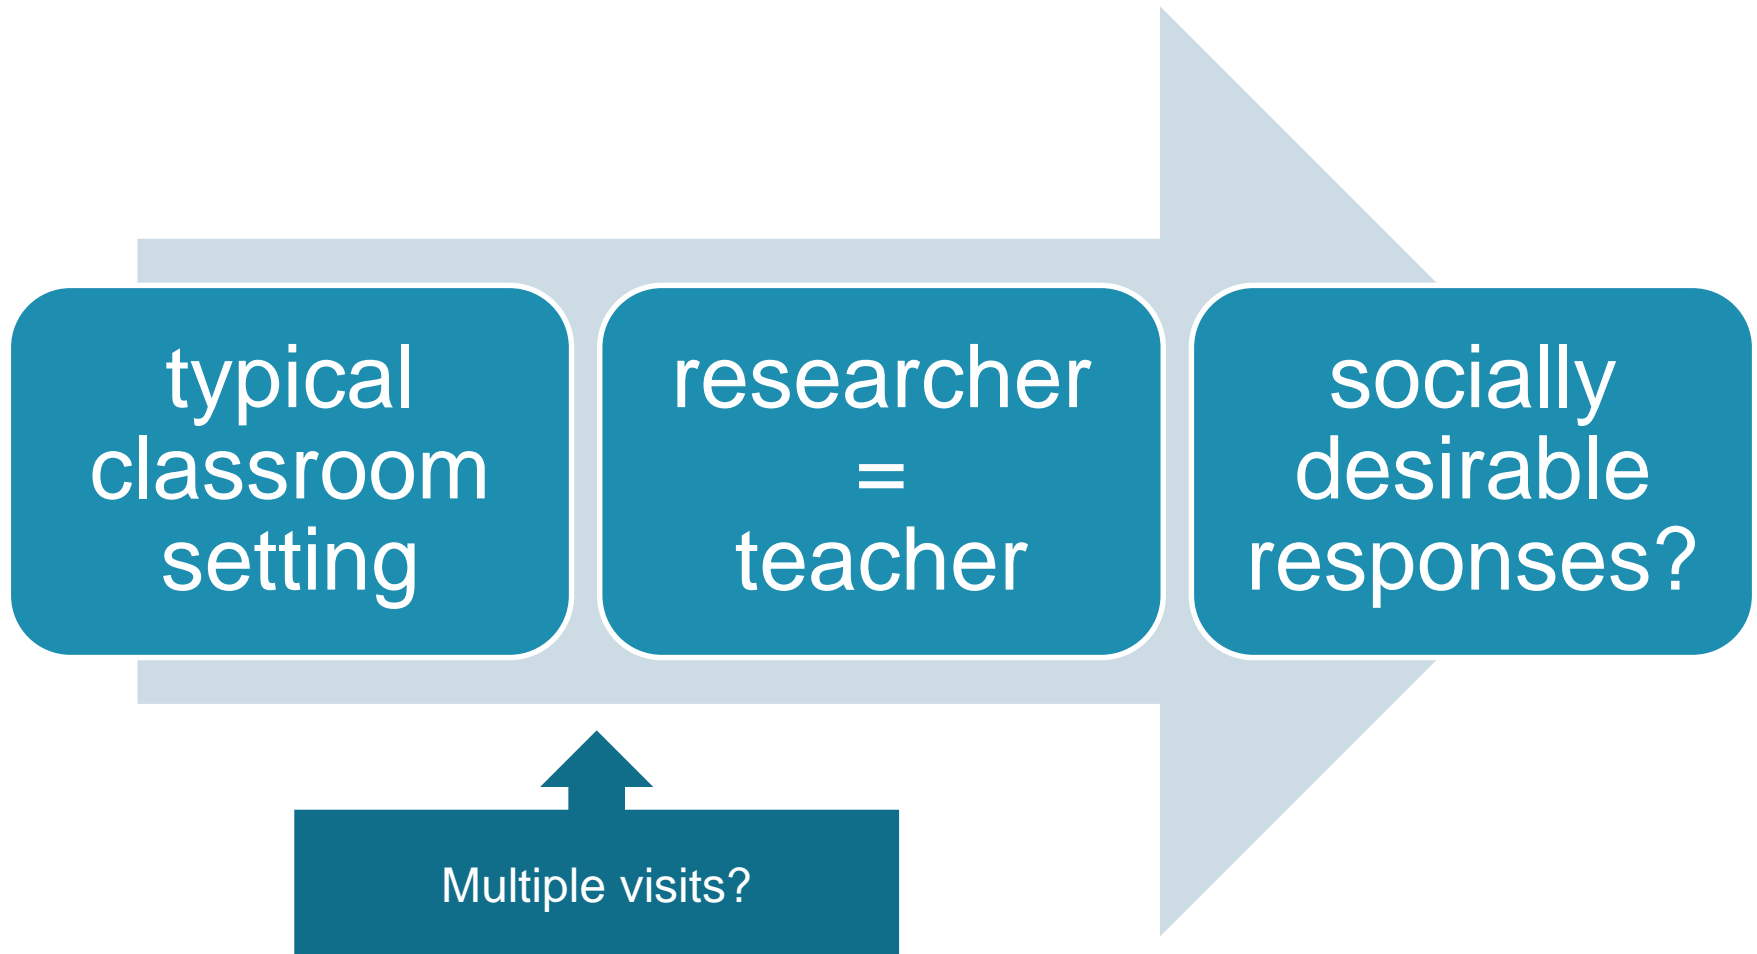 typical
classroom
setting
researcher
=
teacher
socially
desirable
responses?
Multiple visits?